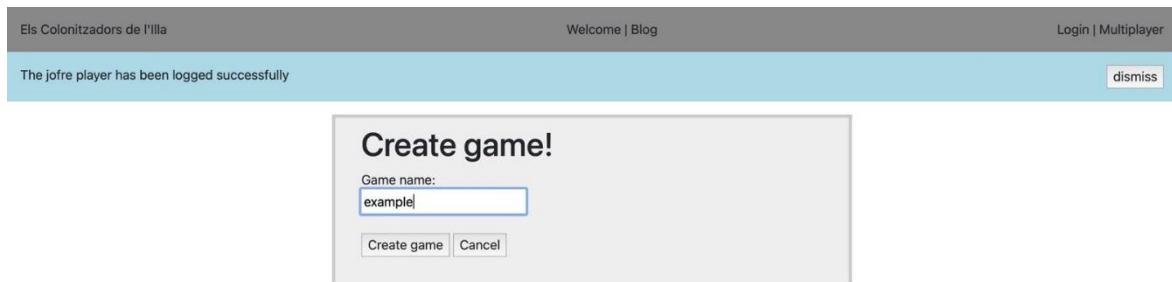 Els Colonitzadors de l'Illa
Welcome | Blog
Login | Multiplayer
The jofre player has been logged successfully
dismiss
Create game!
Game name:
example
Create game
Cancel